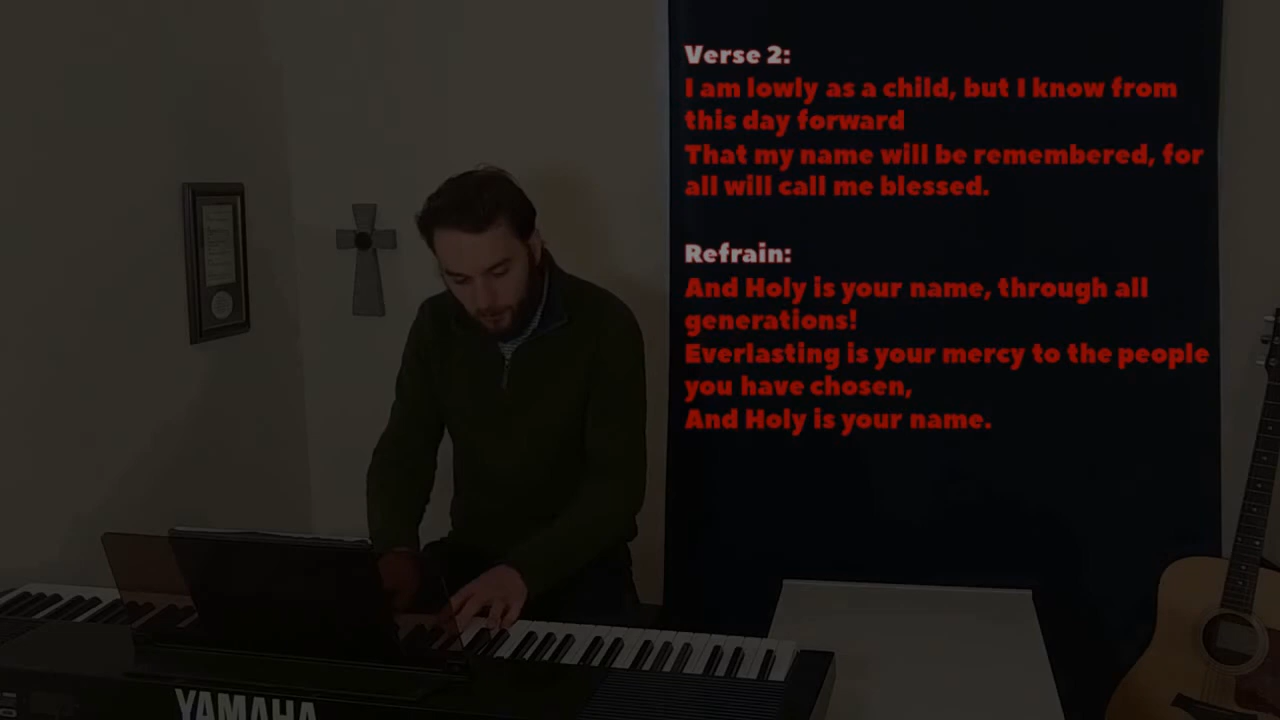 Verse 2:
I am lowly as a child, but I know from
this day forward
That my name will be remembered, for
all will call me blessed.
Refrain:
And Holy is your name, through all
generations!
Everlasting is your mercy to the people
you have chosen,
And Holy is your name.
YAMAHA